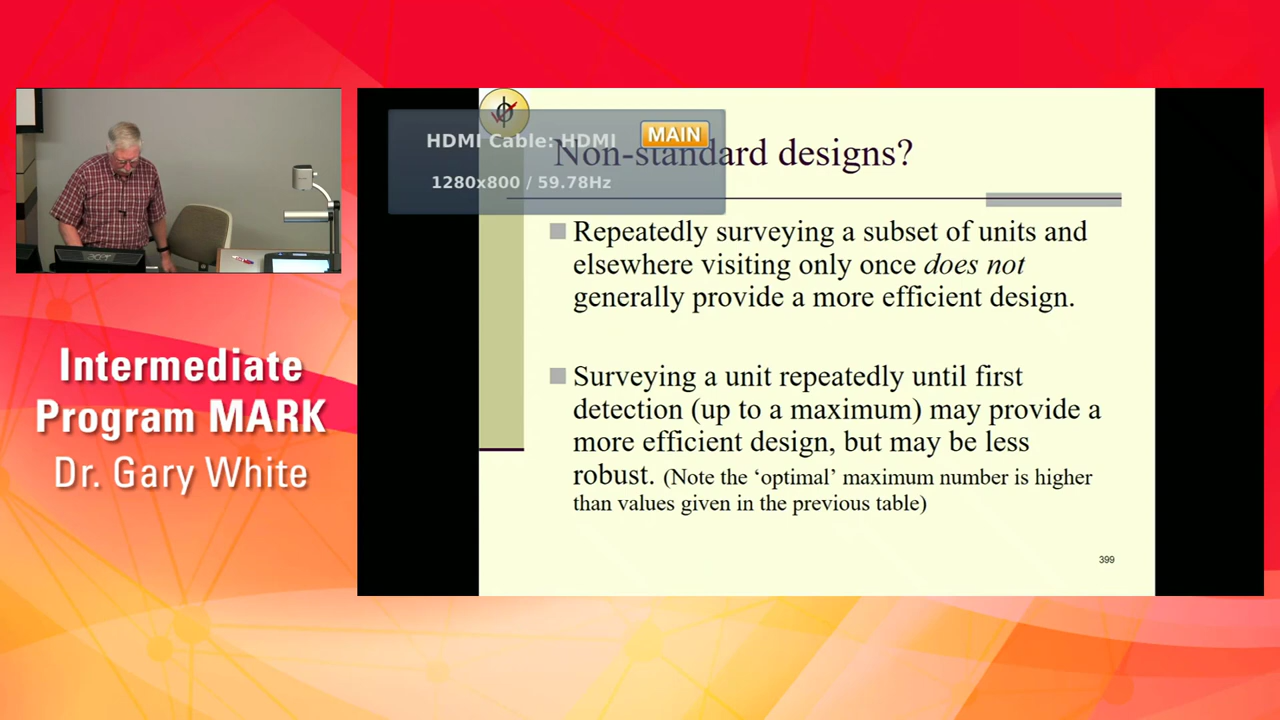 HDMI Cable: HDMI
MAIN
1280x800 / 59.78Hz
Non-standard designs?
Repeatedly surveying a subset of units and
elsewhere visiting only once does not
generally provide a more efficient design.
Surveying a unit repeatedly until first
detection (up to a maximum) may provide a
more efficient design, but may be less
robust. (Note the ‘optimal’ maximum number is higher
than values given in the previous table)
399
Intermediate
Program MARK
Dr. Gary White